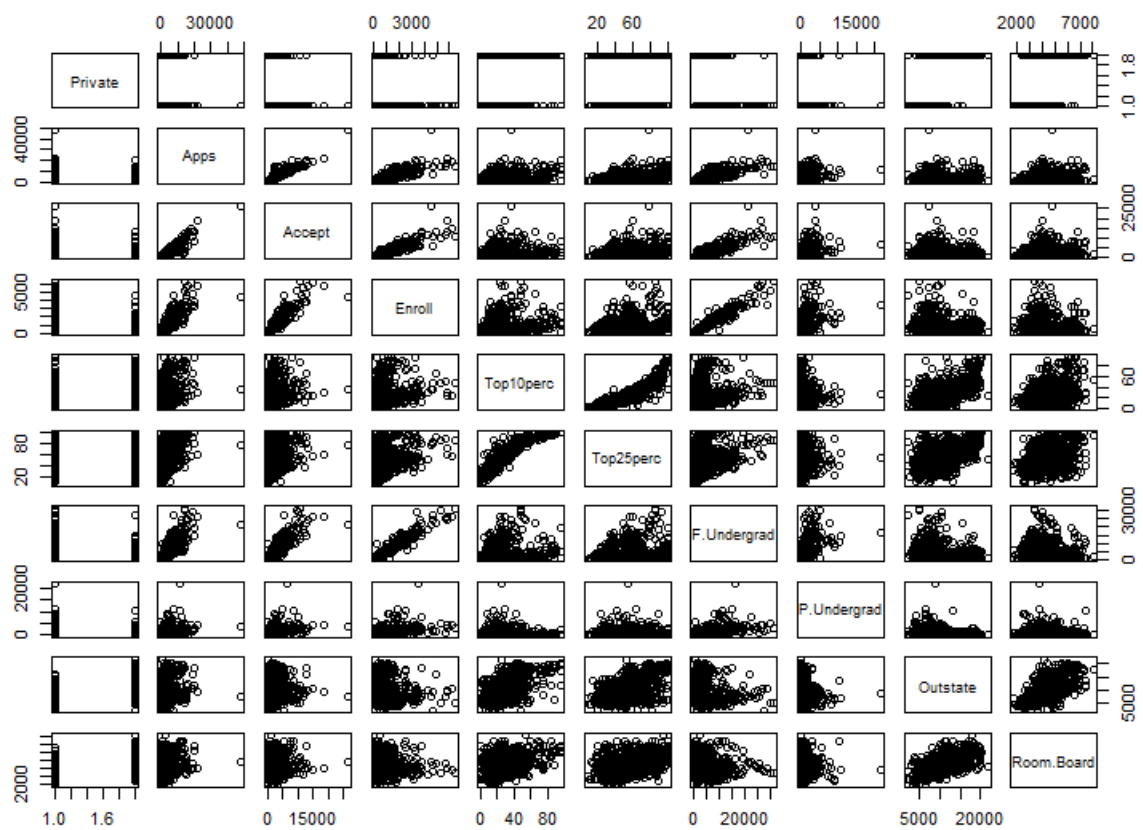 0 30000 0 3000 20 60 0 15000 2000 7000
Private
1.0 1.8
Apps
0 40000
Accept
0 25000
Enroll
0 5000
Top10perc
0 60
Top25perc
20 80
F.Undergrad
0 30000
P.Undergrad
0 20000
Outstate
5000
Room.Board
2000
1.0 1.6 0 15000 0 40 80 0 20000 5000 20000